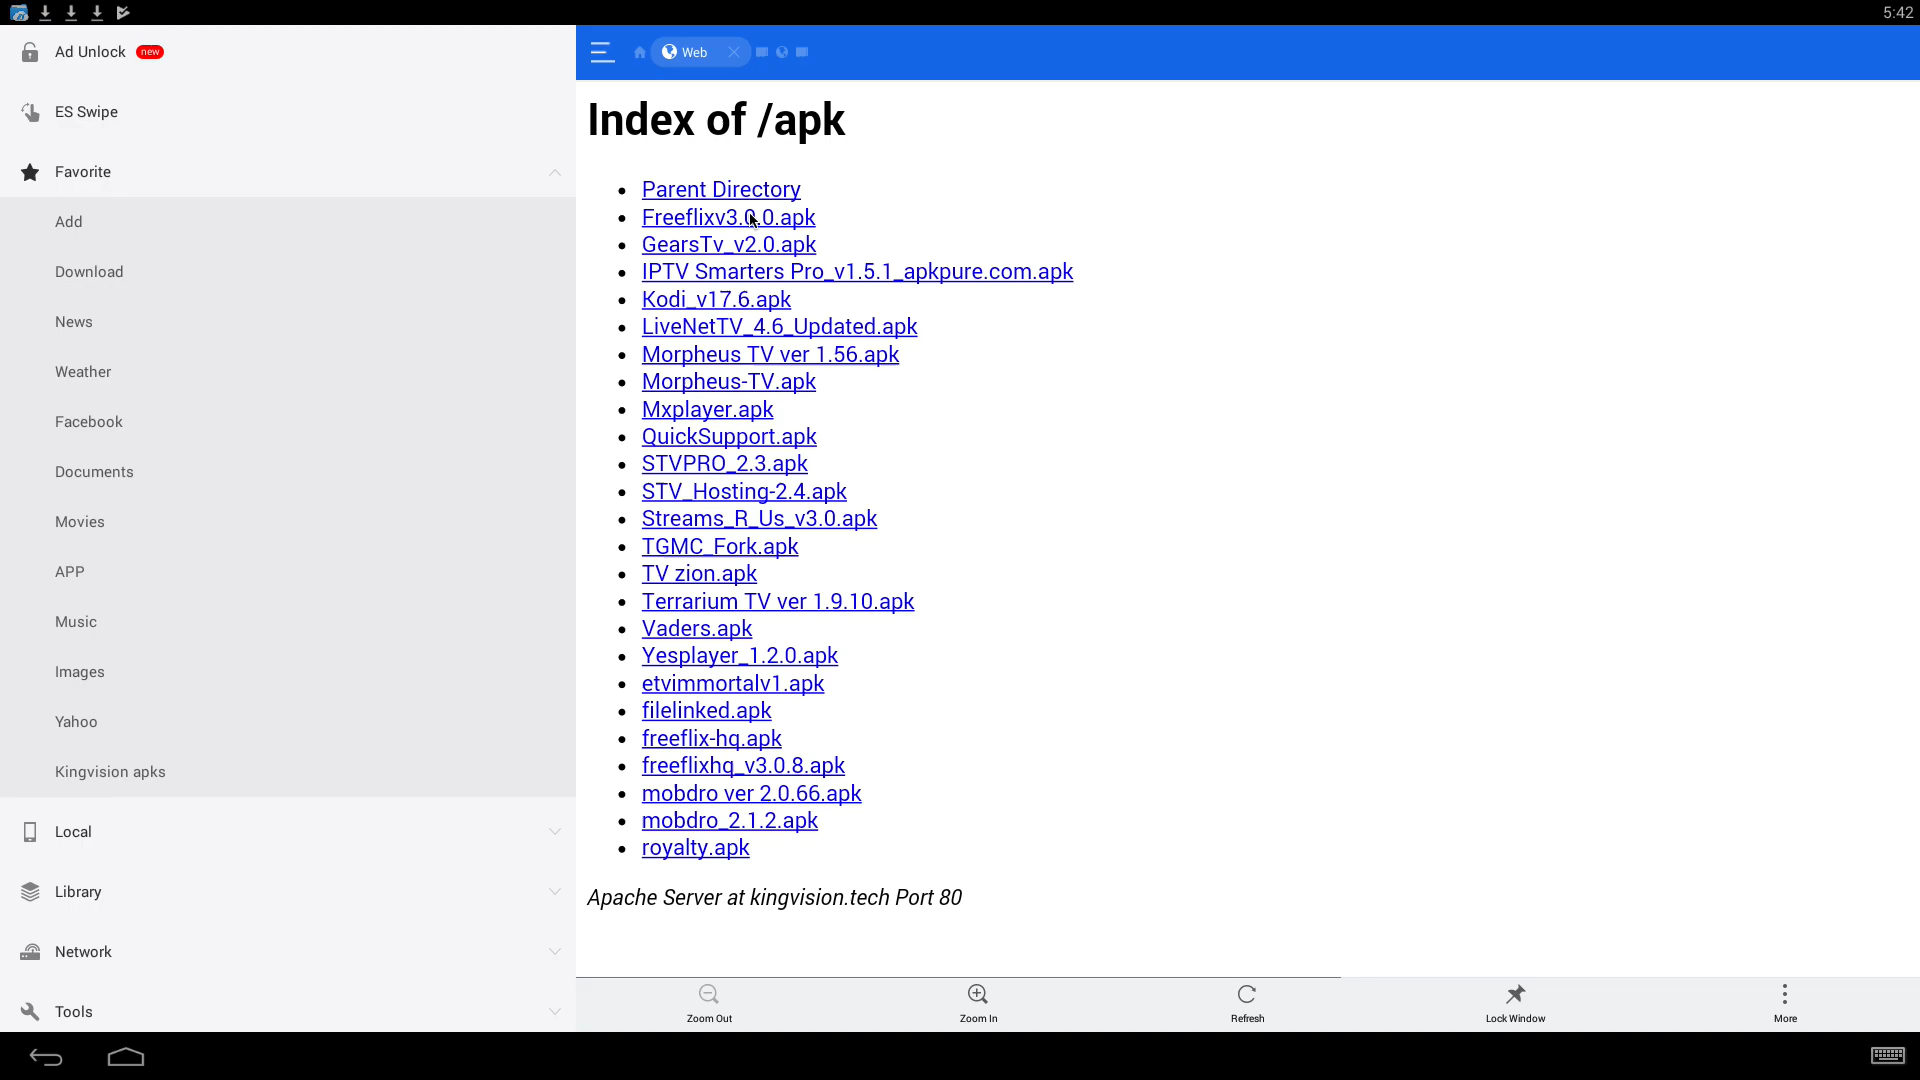 5:42
Ad Unlock new
ES Swipe
Favorite
Add
Download
News
Weather
Facebook
Documents
Movies
APP
Music
Images
Yahoo
Kingvision apks
Local
Library
Network
Tools
Web
Index of /apk
Parent Directory
Freeflixv3.0.0.apk
GearsTv_v2.0.apk
IPTV Smarters Pro_v1.5.1_apkpure.com.apk
Kodi_v17.6.apk
LiveNetTV_4.6_Updated.apk
Morpheus TV ver 1.56.apk
Morpheus-TV.apk
Mxplayer.apk
QuickSupport.apk
STVPRO_2.3.apk
STV_Hosting-2.4.apk
Streams_R_Us_v3.0.apk
TGMC_Fork.apk
TV zion.apk
Terrarium TV ver 1.9.10.apk
Vaders.apk
Yesplayer_1.2.0.apk
etvimmortalv1.apk
filelinked.apk
freeflix-hq.apk
freeflixhq_v3.0.8.apk
mobdro ver 2.0.66.apk
mobdro_2.1.2.apk
royalty.apk
Apache Server at kingvision.tech Port 80
Zoom Out Zoom In Refresh Lock Window More